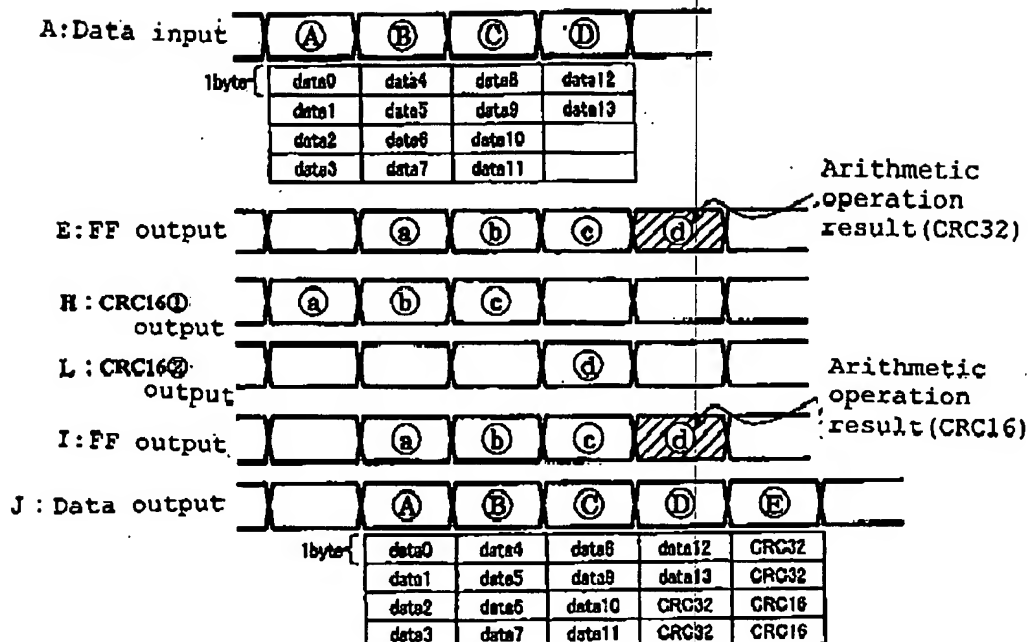 A:Data input Ⓐ Ⓑ Ⓒ Ⓓ
1byte data0 data4 data8 data12
data1 data5 data9 data13
data2 data6 data10
data3 data7 data11
Arithmetic
operation
result(CRC32)
E:FF output ⓐ ⓑ ⓒ ⓓ
H:CRC16① ⓐ ⓑ ⓒ
output
L:CRC16② ⓓ
output
Arithmetic
operation
result(CRC16)
I:FF output ⓐ ⓑ ⓒ ⓓ
J:Data output Ⓐ Ⓑ Ⓒ Ⓓ Ⓔ
1byte data0 data4 data8 data12 CRC32
data1 data5 data9 data13 CRC32
data2 data6 data10 CRC32 CRC16
data3 data7 data11 CRC32 CRC16